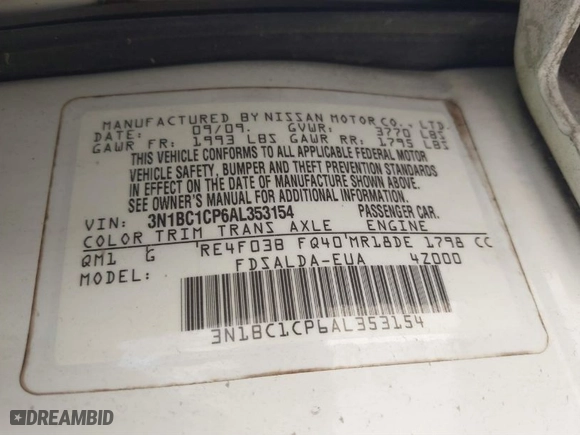 MANUFACTURED BY NISSAN MOTOR CO., LTD.
DATE: 09/09. GVWR: 3770 LBS
GAWR FR: 1993 LBS GAWR RR: 1795 LBS
THIS VEHICLE CONFORMS TO ALL APPLICABLE FEDERAL MOTOR
VEHICLE SAFETY, BUMPER AND THEFT PREVENTION STANDARDS
IN EFFECT ON THE DATE OF MANUFACTURE SHOWN ABOVE.
SEE OWNER'S MANUAL FOR ADDITIONAL INFORMATION.
VIN: 3N1BC1CP6AL353154 PASSENGER CAR.
COLOR TRIM TRANS AXLE ENGINE
QM1 G RE4F03B FQ40 MR18DE 1798 CC
MODEL: FDSALDA-EUA 4Z000
3N1BC1CP6AL353154
DREAMBID